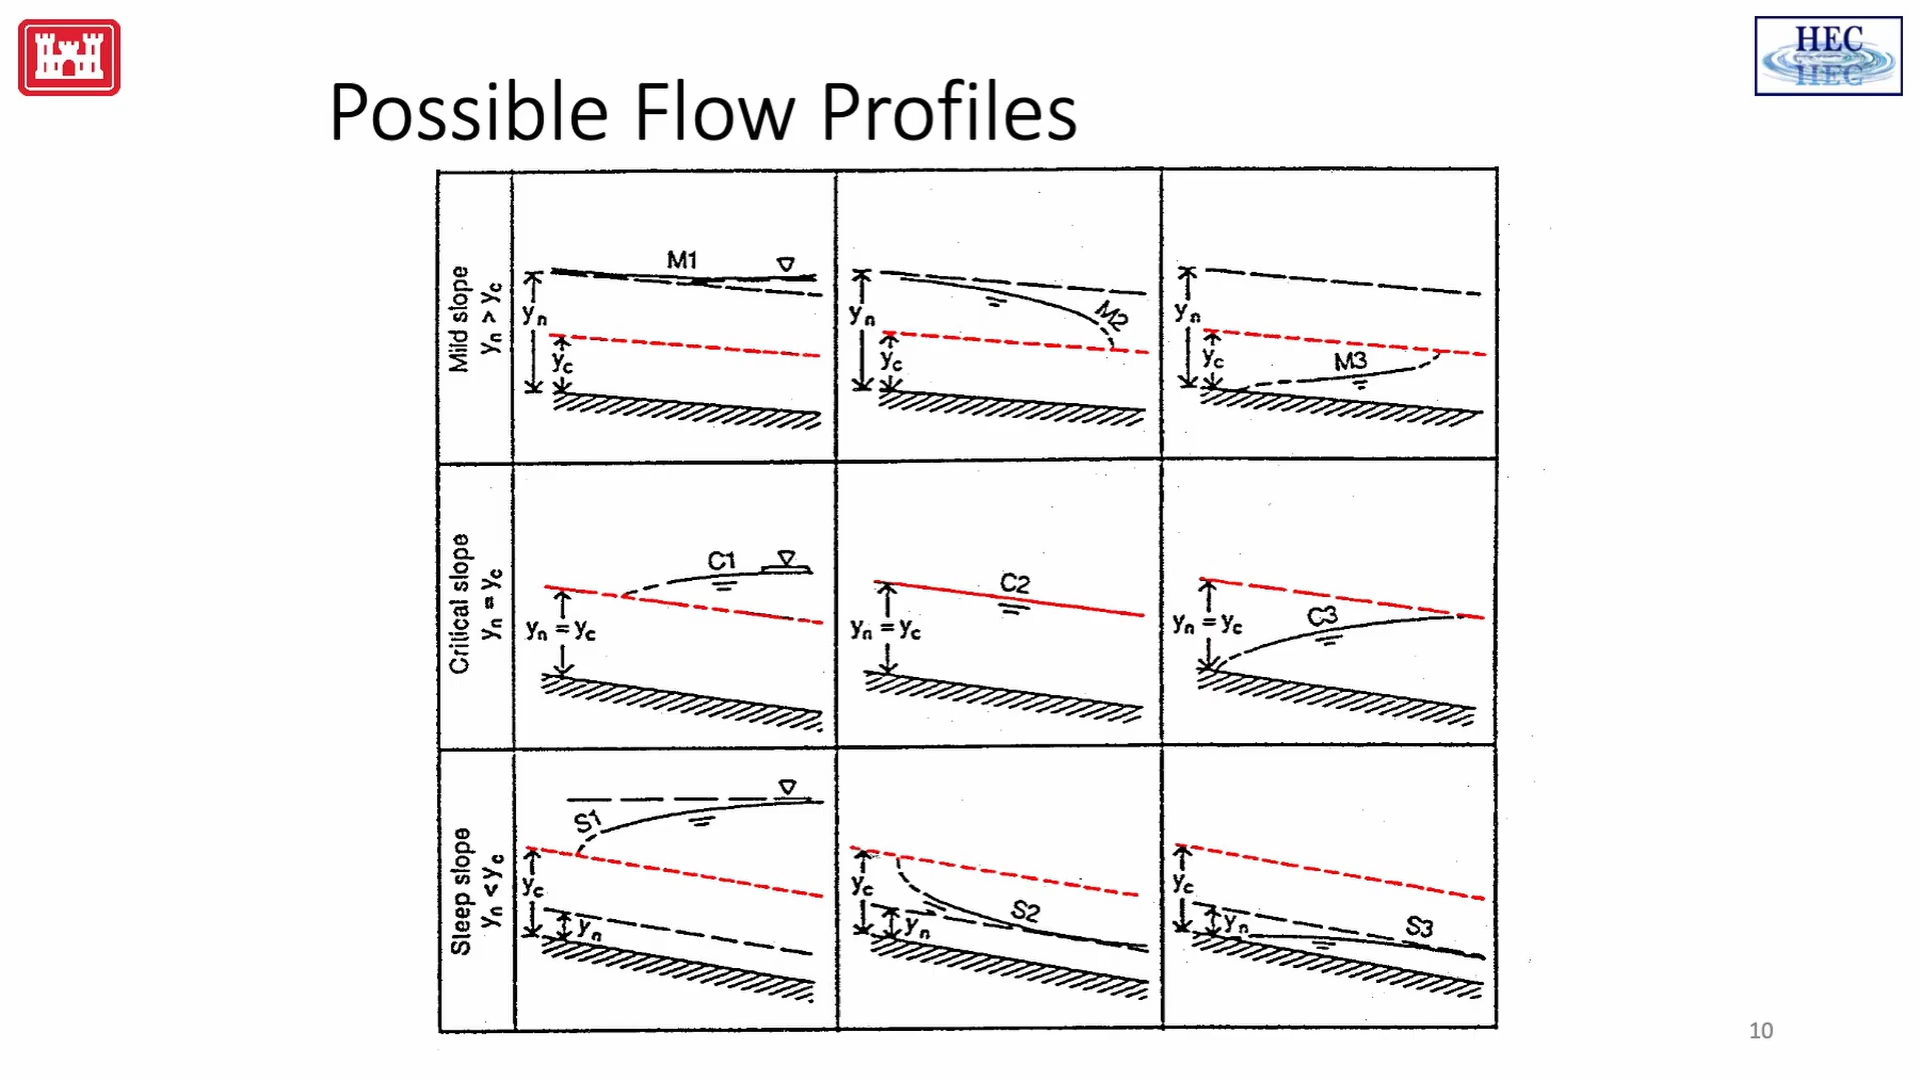 HEC
Possible Flow Profiles
Mild slope
yn > yc
M1
yn
yc
M2
yn
yc
M3
yn
yc
Critical slope
yn = yc
C1
yn = yc
C2
yn = yc
C3
yn = yc
Sleep slope
yn < yc
S1
yc
yn
S2
yc
yn
S3
yc
yn
10